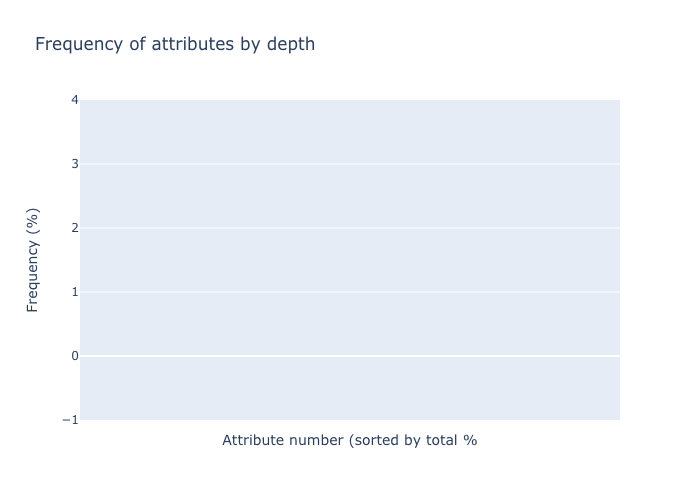 Frequency of attributes by depth
4
3
2
1
0
−1
Frequency (%)
Attribute number (sorted by total %